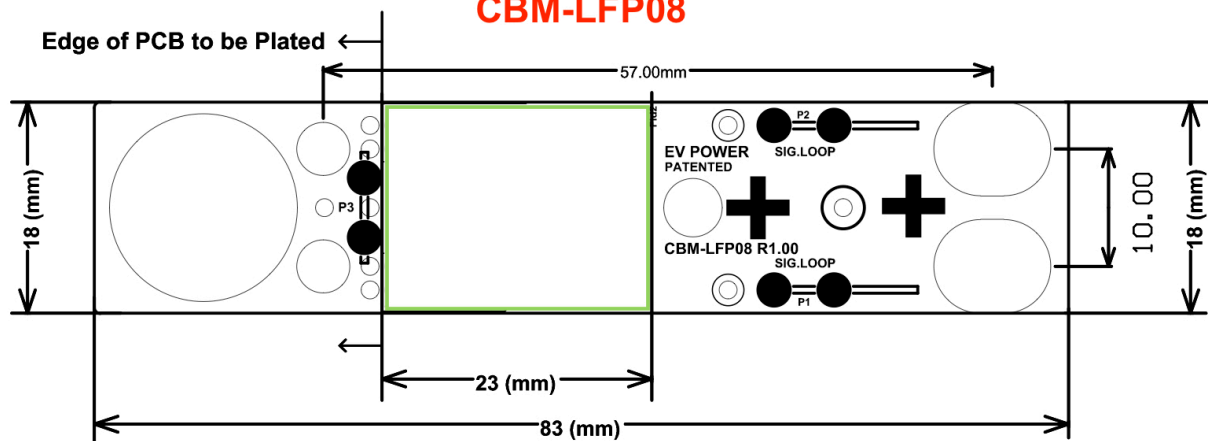 CBM-LFP08
Edge of PCB to be Plated
57.00mm
P2
SIG.LOOP
EV POWER
PATENTED
P3
18 (mm)
10.00
18 (mm)
CBM-LFP08 R1.00
SIG.LOOP
P1
23 (mm)
83 (mm)